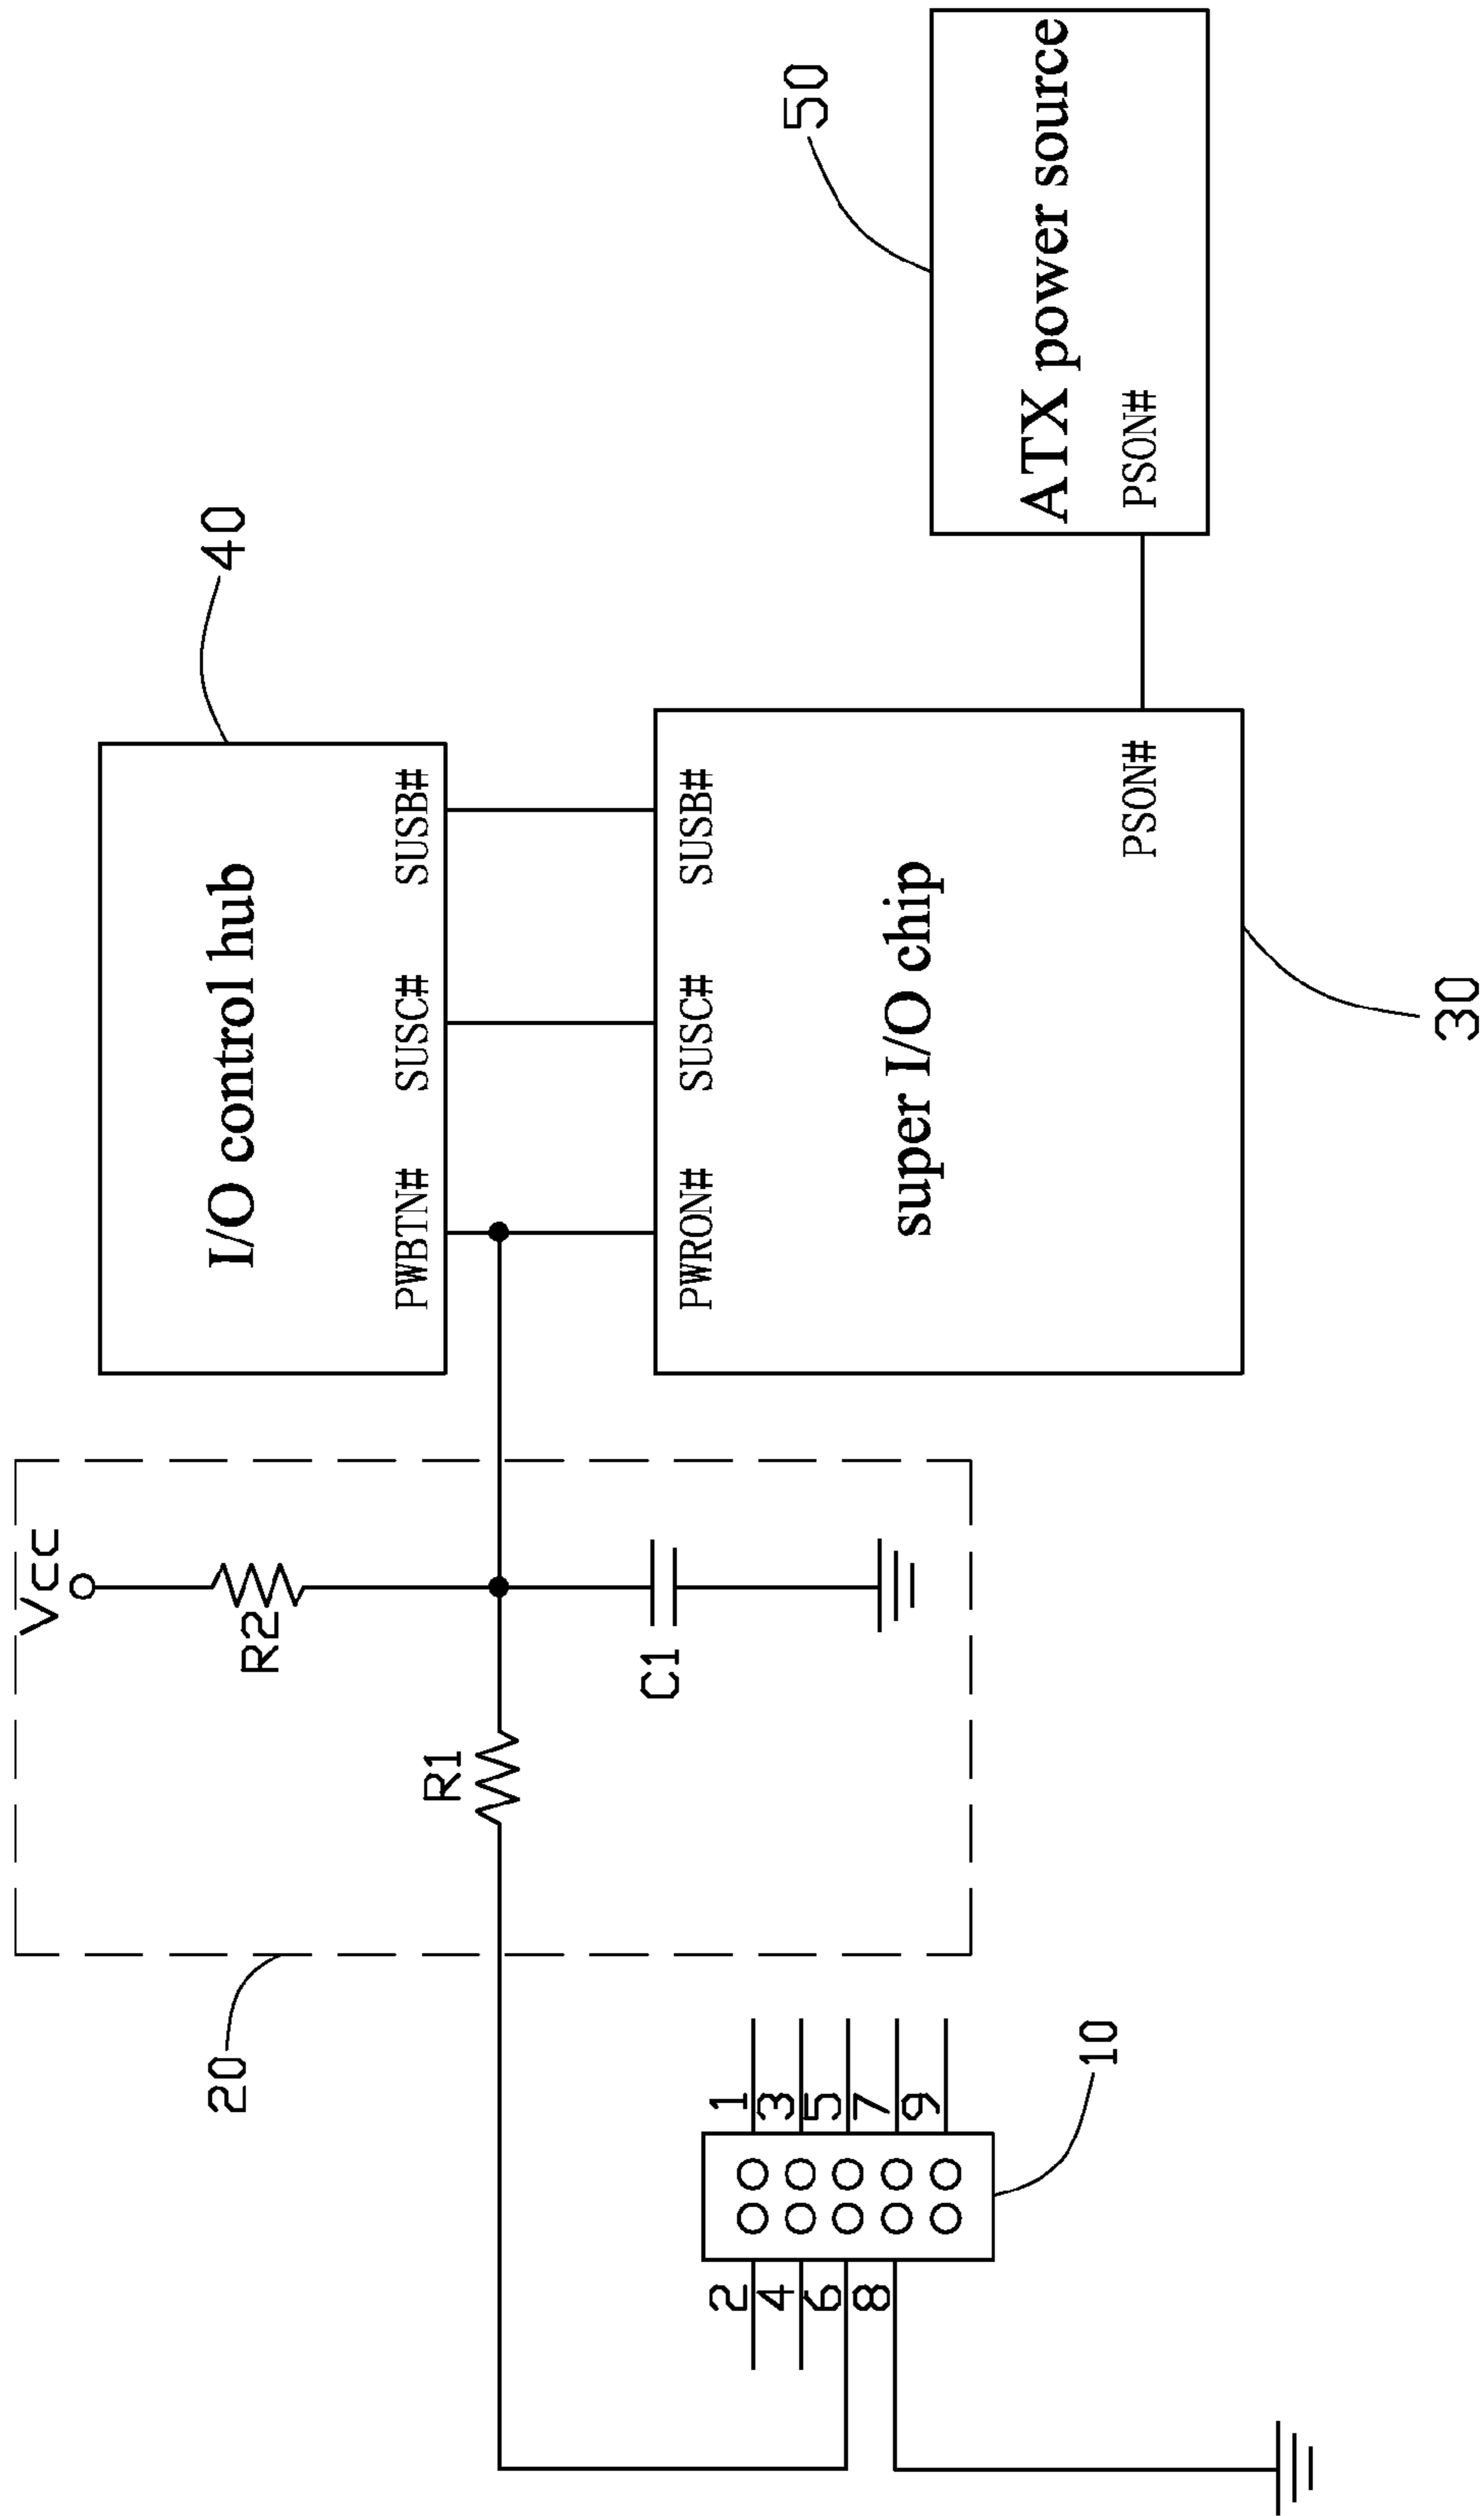 Vcc
R2
R1
C1
20
2
4
6
8
1
3
5
7
9
10
I/O control hub
PWBTN#
SUSC#
SUSB#
40
PWRON#
SUSC#
SUSB#
super I/O chip
PSON#
30
ATX power source
PSON#
50